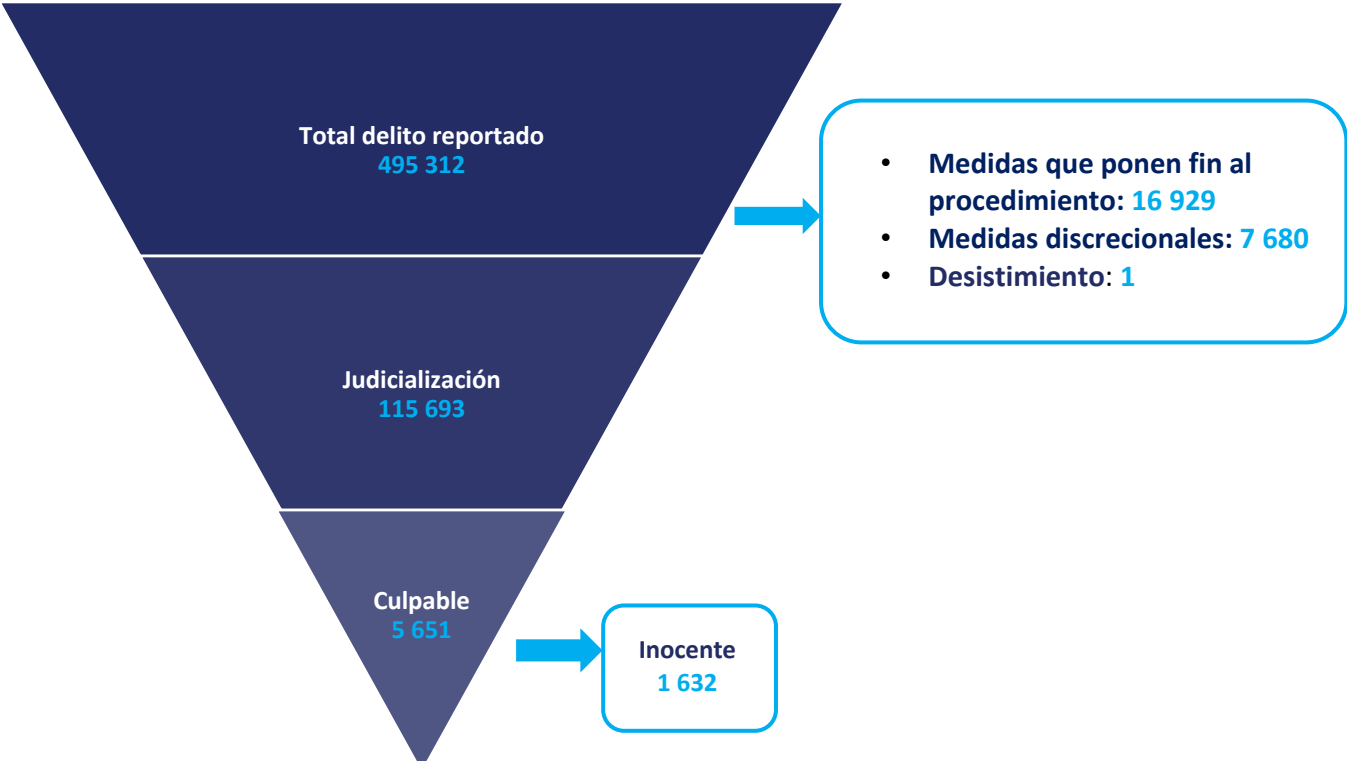 Total delito reportado
495 312
• Medidas que ponen fin al
procedimiento: 16 929
• Medidas discrecionales: 7 680
• Desistimiento: 1
Judicialización
115 693
Culpable
5 651
Inocente
1 632